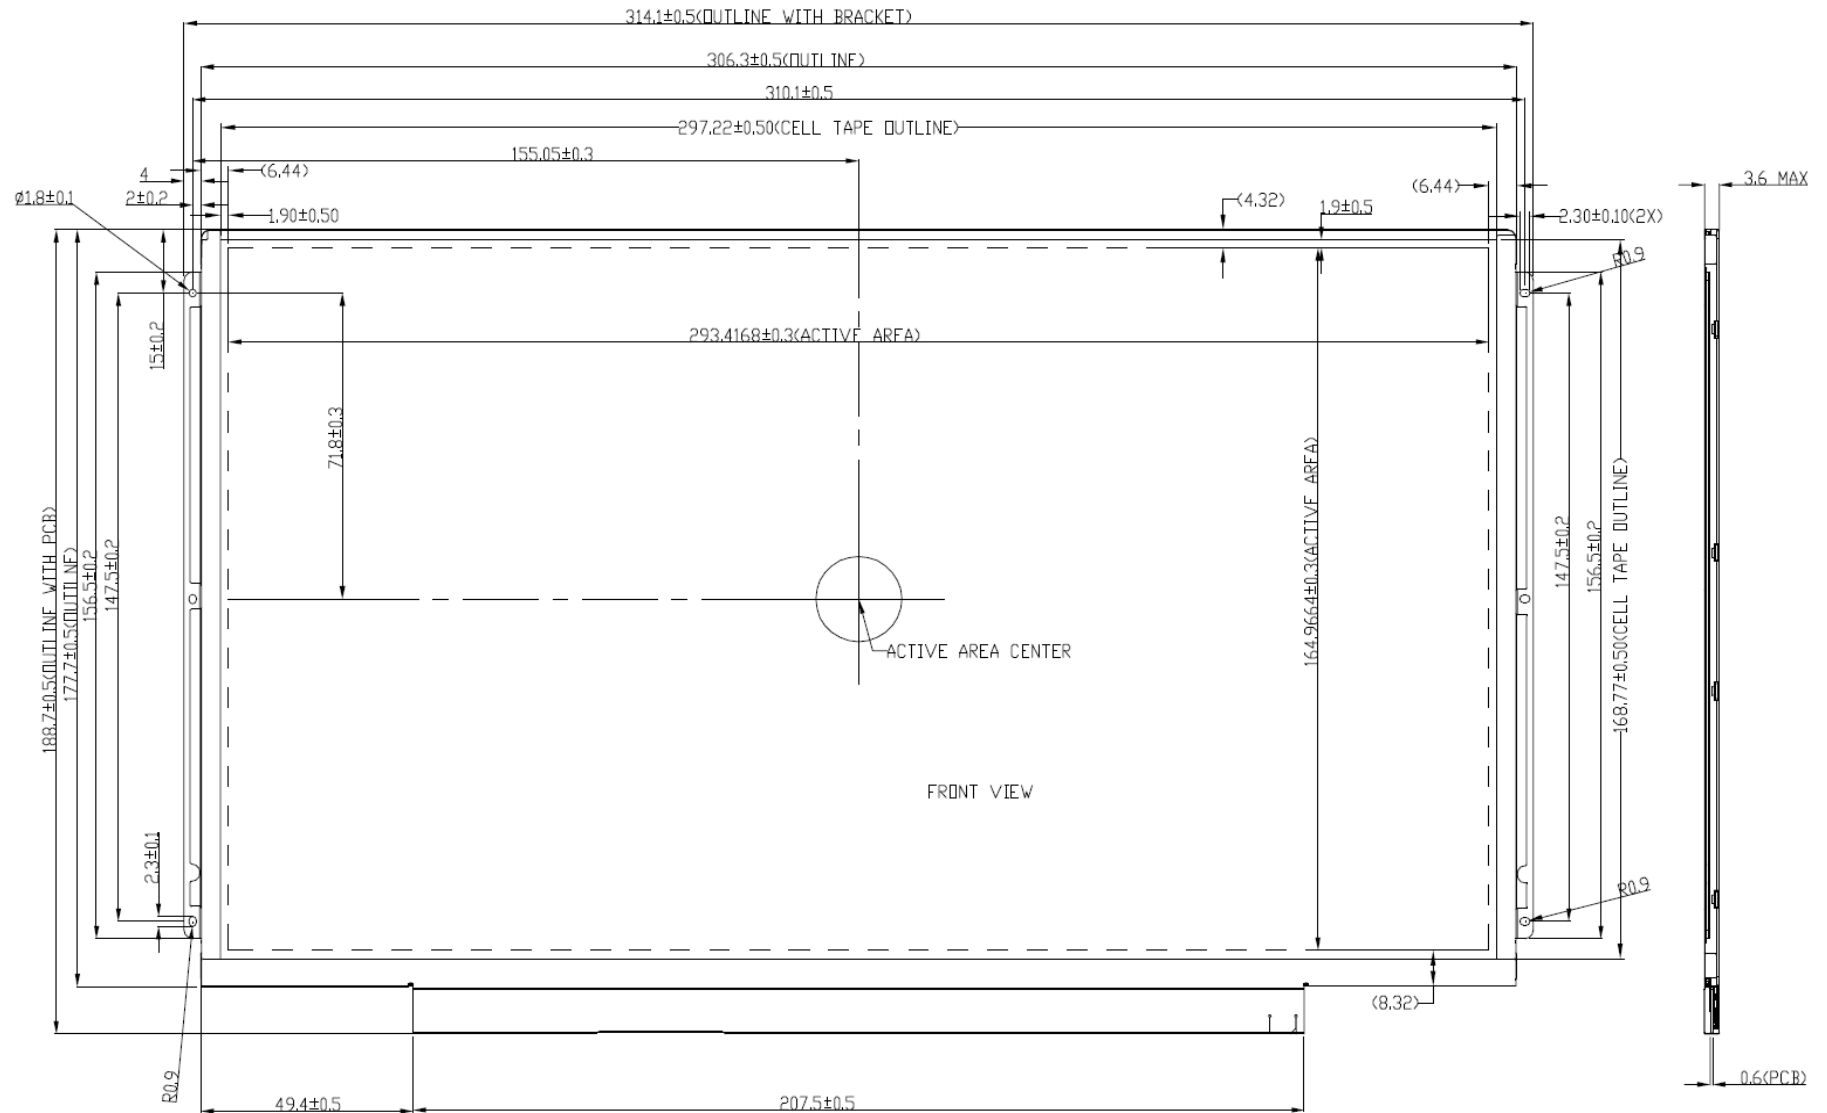 314.1±0.5(OUTLINE WITH BRACKET)
306.3±0.5(OUTLINE)
310.1±0.5
297.22±0.50(CELL TAPE OUTLINE)
155.05±0.3
4
(6.44)
(6.44)
3.6 MAX
ø1.8±0.1
2±0.2
1.90±0.50
(4.32)
1.9±0.5
2.30±0.10(2X)
R0.9
15±0.2
293.4168±0.3(ACTIVE AREA)
71.8±0.3
188.7±0.5(OUTLINE WITH PCB)
177.7±0.5(OUTLINE)
156.5±0.2
147.5±0.2
164.9664±0.3(ACTIVE AREA)
147.5±0.2
156.5±0.2
168.77±0.50(CELL TAPE OUTLINE)
ACTIVE AREA CENTER
FRONT VIEW
2.3±0.1
R0.9
(8.32)
R0.9
0.6(PCB)
49.4±0.5
207.5±0.5